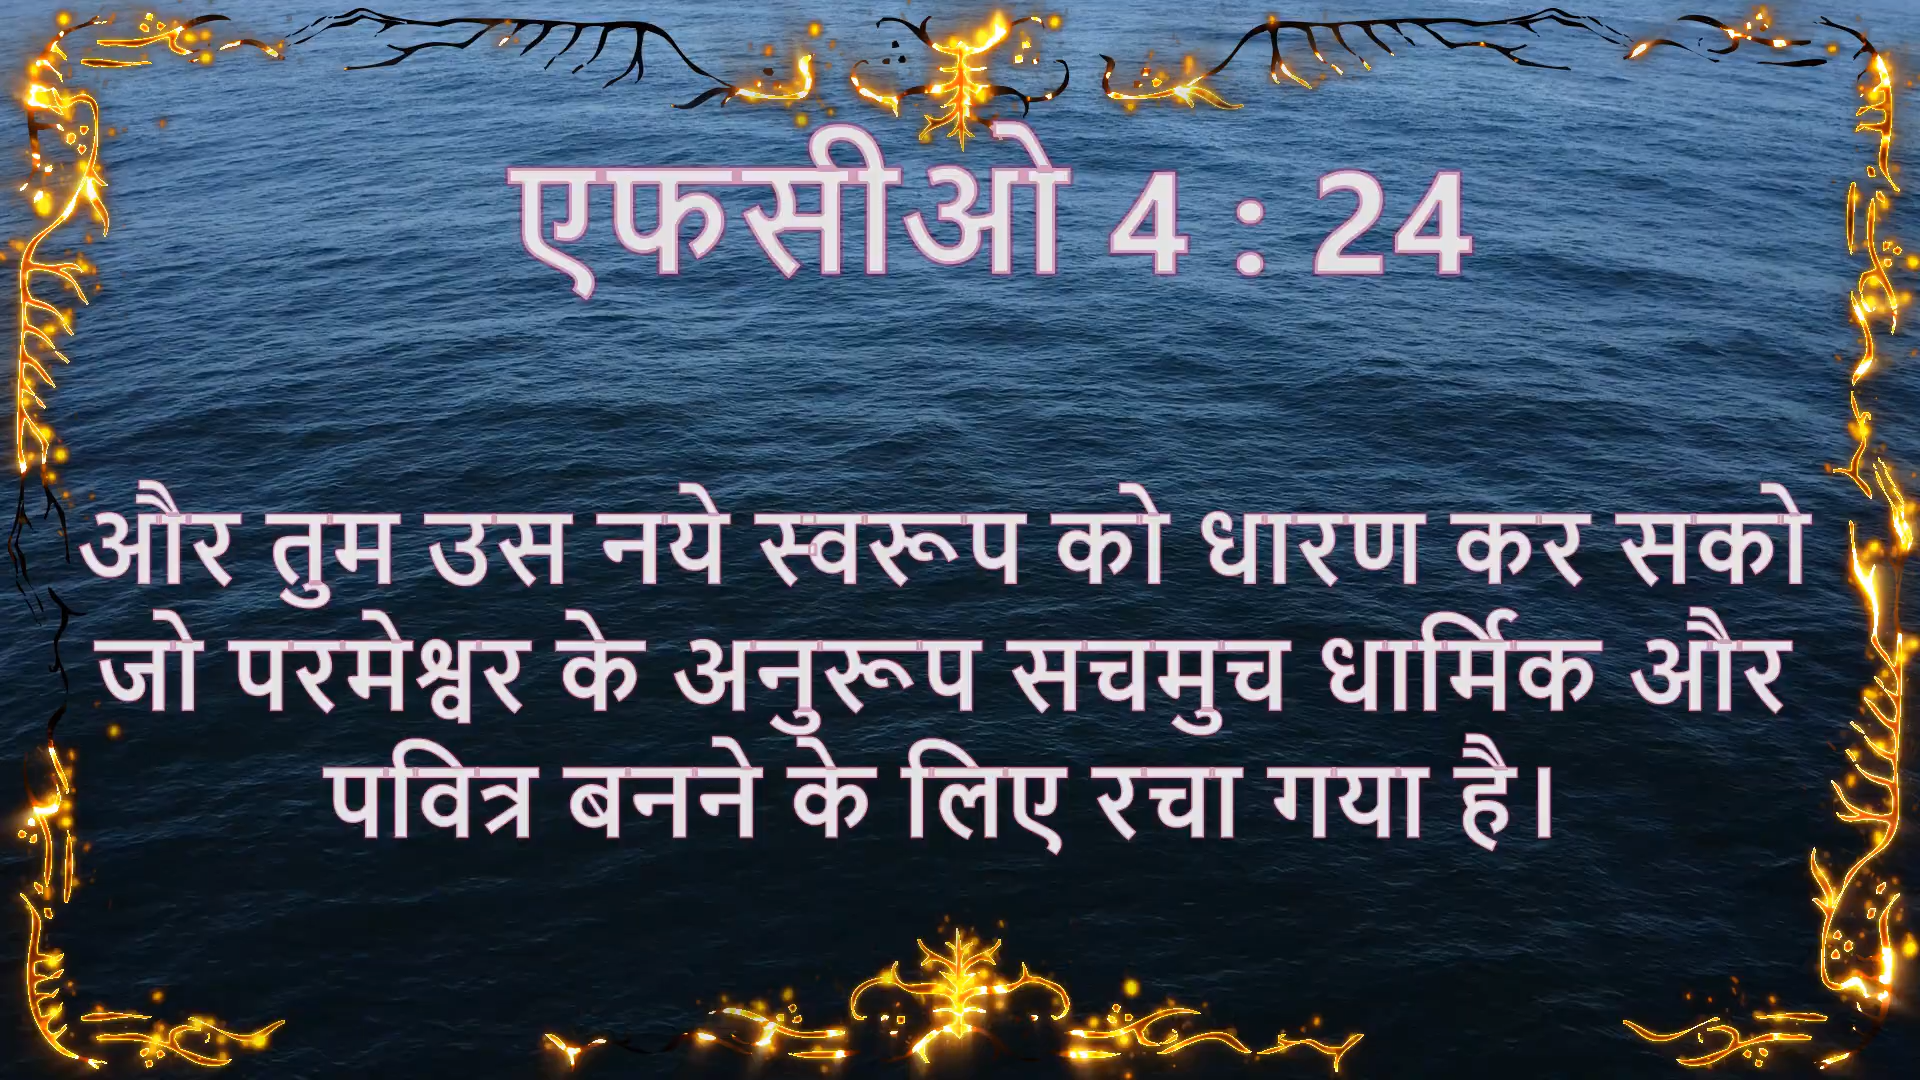 एफसीओ 4 : 24
और तुम उस नये स्वरूप को धारण कर सको
जो परमेश्वर के अनुरूप सचमुच धार्मिक और
पवित्र बनने के लिए रचा गया है।